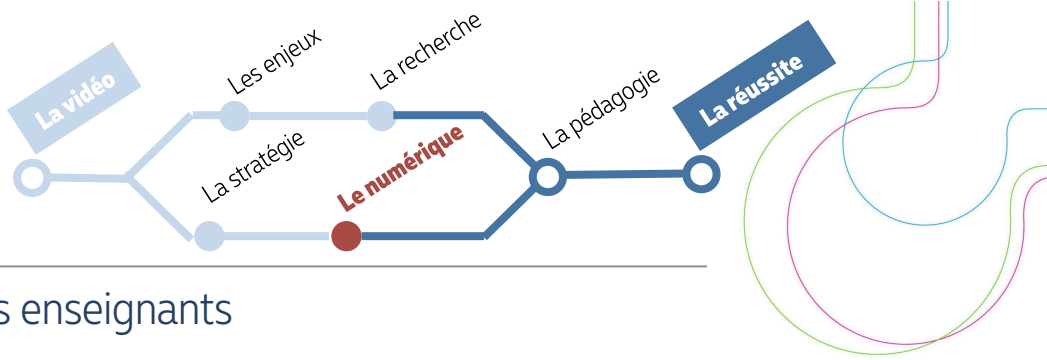 La vidéo
Les enjeux
La recherche
La stratégie
Le numérique
La pédagogie
La réussite
s enseignants